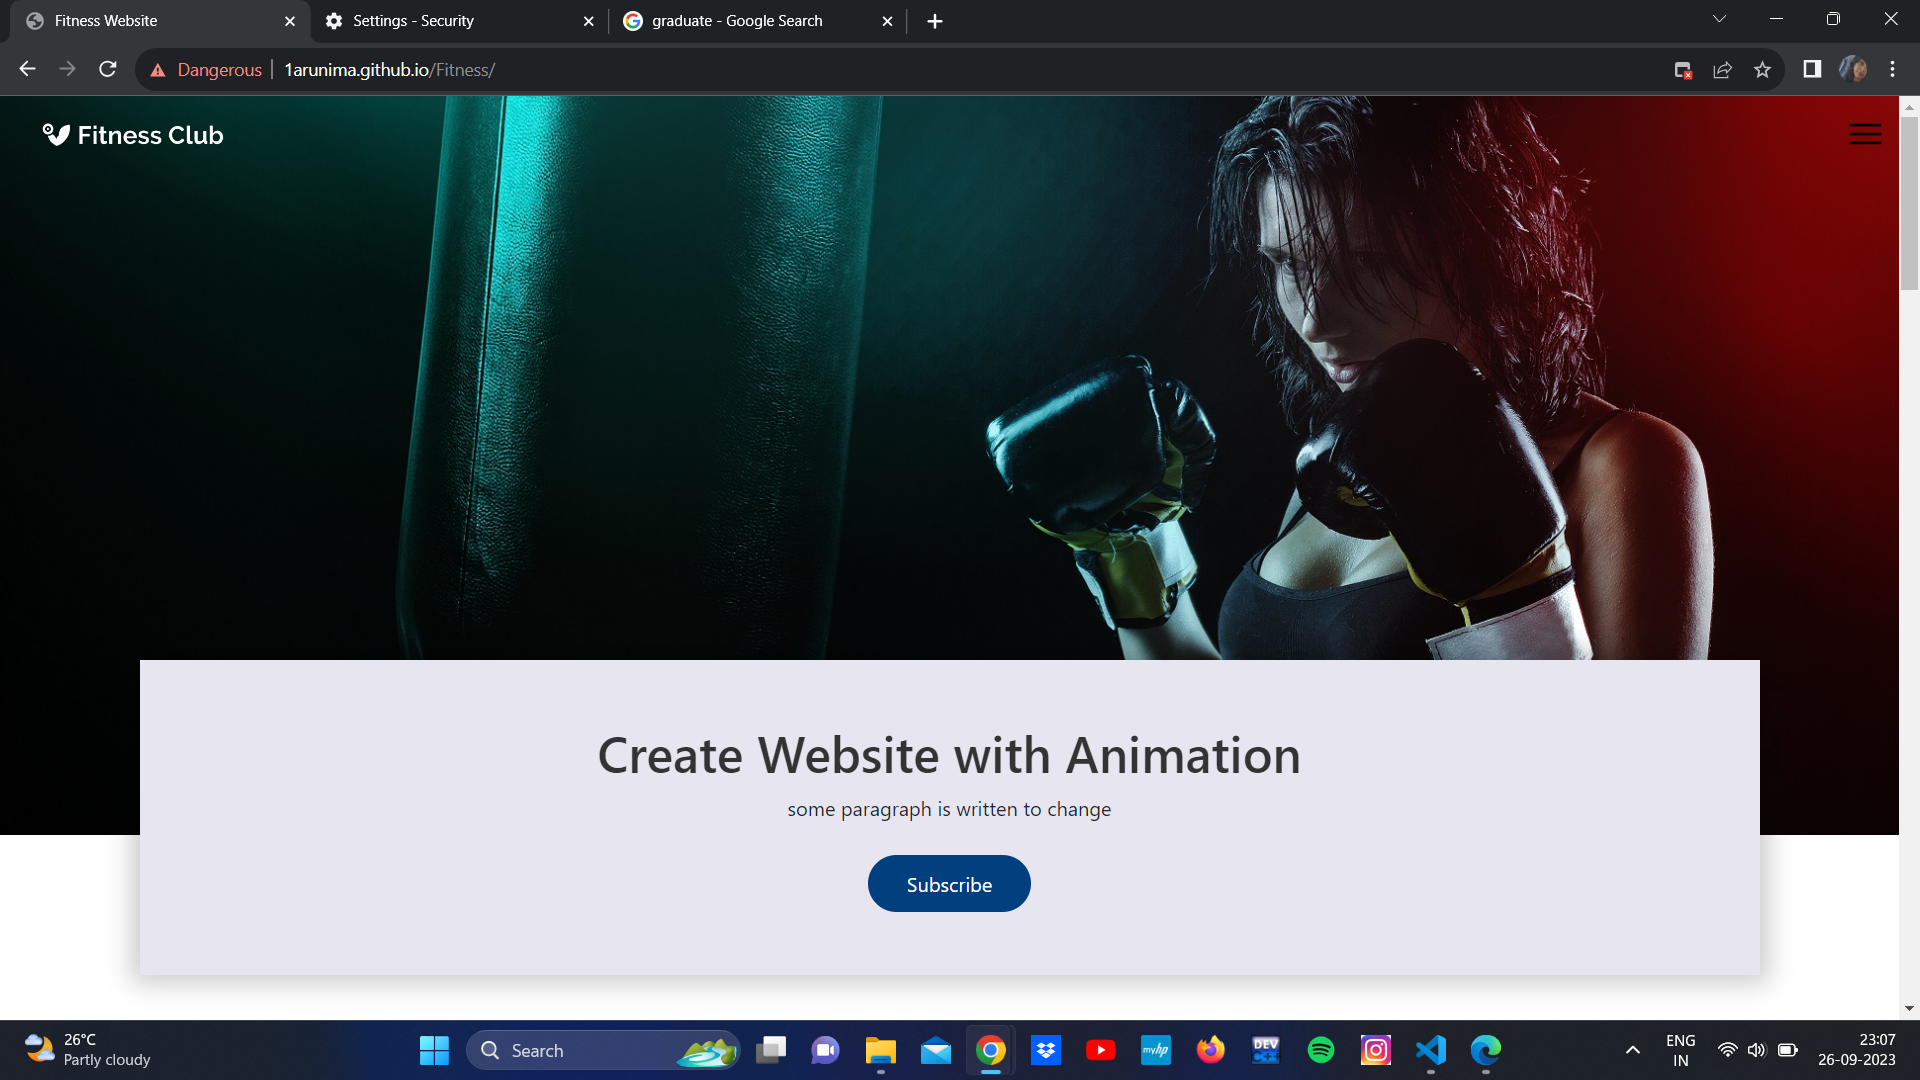 Fitness Website
Settings - Security
graduate - Google Search
Dangerous
1arunima.github.io/Fitness/
Fitness Club
Create Website with Animation
some paragraph is written to change
Subscribe
26°C
Partly cloudy
Search
myhp
DEV
C++
ENG
IN
23:07
26-09-2023